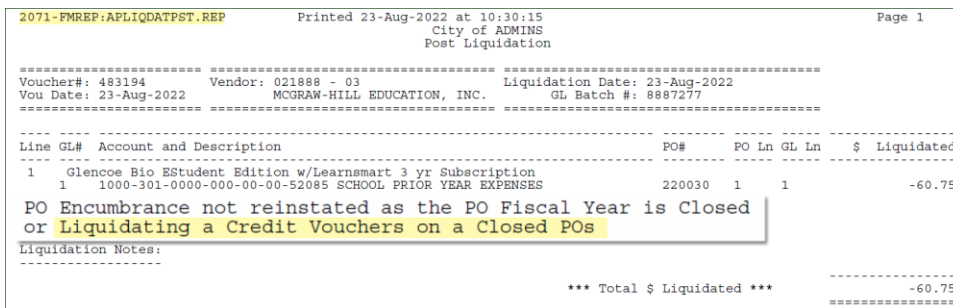 2071-FMREP:APLIQDATPST.REP Printed 23-Aug-2022 at 10:30:15 Page 1
City of ADMINS
Post Liquidation
Voucher#: 483194 Vendor: 021888 - 03 Liquidation Date: 23-Aug-2022
Vou Date: 23-Aug-2022 MCGRAW-HILL EDUCATION, INC. GL Batch #: 8887277
Line GL# Account and Description PO# PO Ln GL Ln $ Liquidated
1 Glencoe Bio EStudent Edition w/Learnsmart 3 yr Subscription
1 1000-301-0000-000-00-00-52085 SCHOOL PRIOR YEAR EXPENSES 220030 1 1 -60.75
PO Encumbrance not reinstated as the PO Fiscal Year is Closed
or Liquidating a Credit Vouchers on a Closed POs
Liquidation Notes:
*** Total $ Liquidated *** -60.75